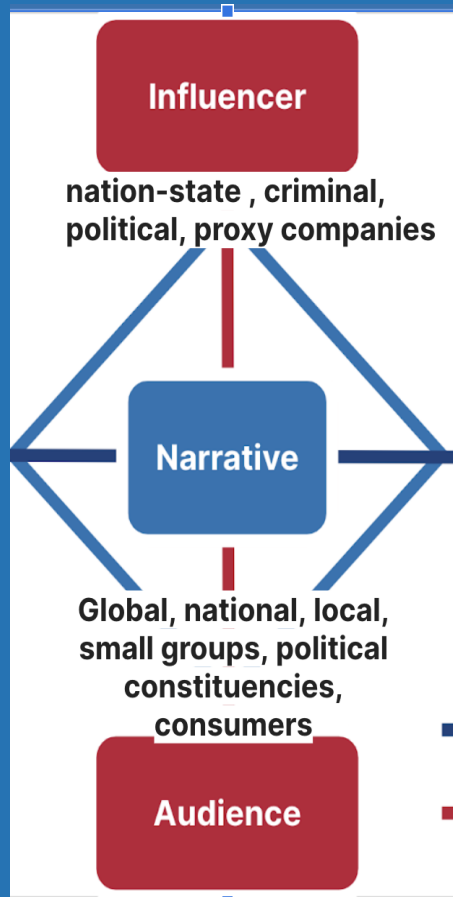 Influencer
nation-state , criminal,
political, proxy companies
Narrative
Global, national, local,
small groups, political
constituencies,
consumers
Audience